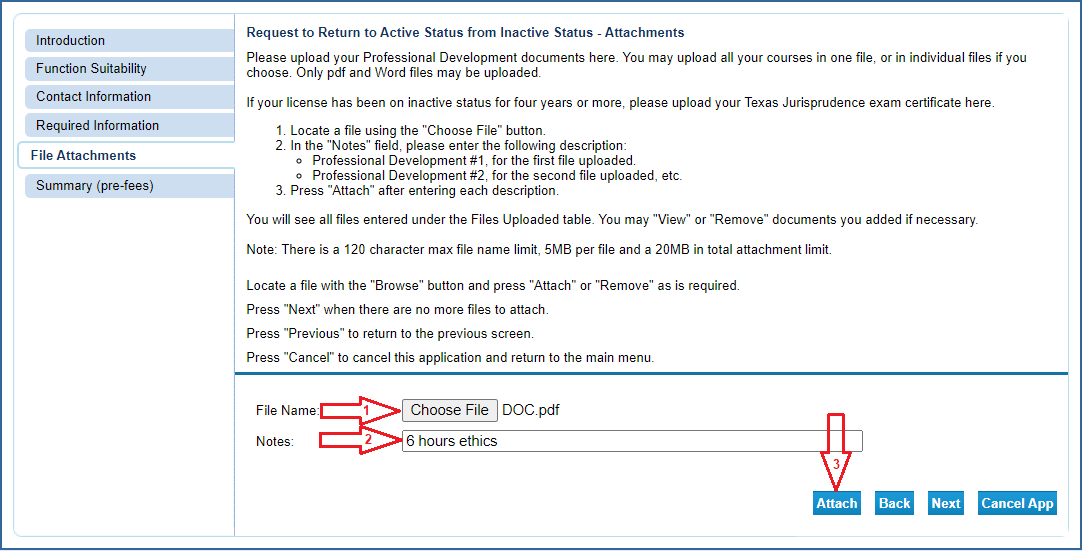 Introduction
Function Suitability
Contact Information
Required Information
File Attachments
Summary (pre-fees)
Request to Return to Active Status from Inactive Status - Attachments
Please upload your Professional Development documents here. You may upload all your courses in one file, or in individual files if you
choose. Only pdf and Word files may be uploaded.
If your license has been on inactive status for four years or more, please upload your Texas Jurisprudence exam certificate here.
1. Locate a file using the "Choose File" button.
2. In the "Notes" field, please enter the following description:
Professional Development #1, for the first file uploaded.
Professional Development #2, for the second file uploaded, etc.
3. Press "Attach" after entering each description.
You will see all files entered under the Files Uploaded table. You may "View" or "Remove" documents you added if necessary.
Note: There is a 120 character max file name limit, 5MB per file and a 20MB in total attachment limit.
Locate a file with the "Browse" button and press "Attach" or "Remove" as is required.
Press "Next" when there are no more files to attach.
Press "Previous" to return to the previous screen.
Press "Cancel" to cancel this application and return to the main menu.
File Name: 1 Choose File DOC.pdf
Notes: 2 6 hours ethics
3
Attach Back Next Cancel App